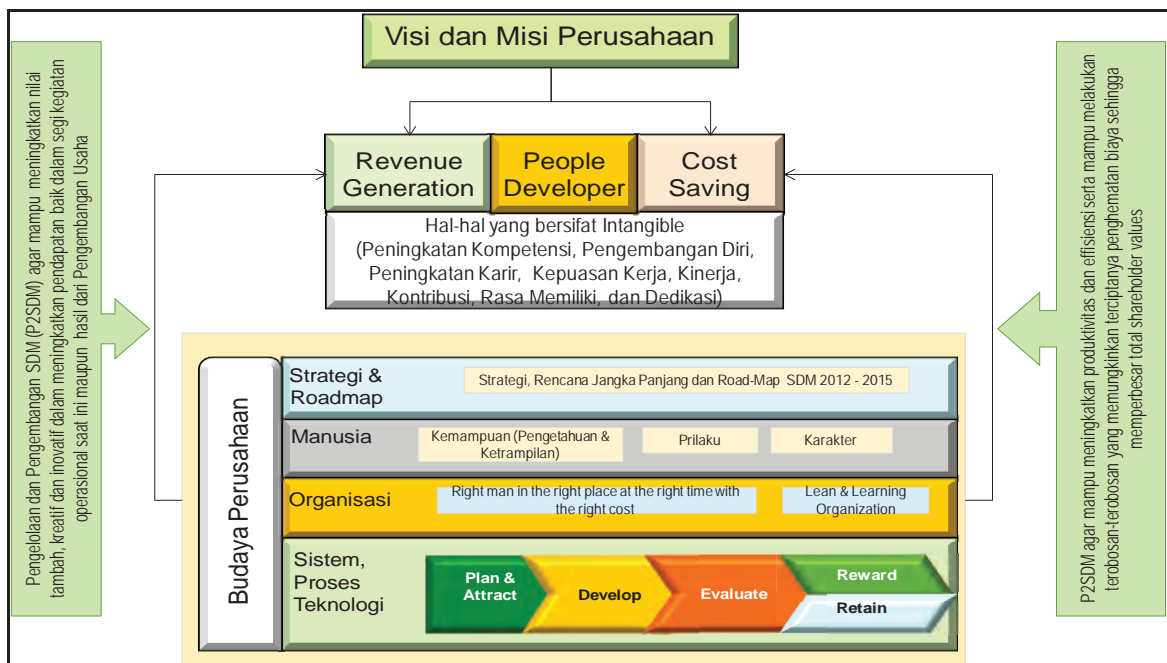 Visi dan Misi Perusahaan
Pengelolaan dan Pengembangan SDM (P2SDM) agar mampu meningkatkan nilai
tambah, kreatif dan inovatif dalam meningkatkan pendapatan baik dalam segi kegiatan
operasional saat ini maupun hasil dari Pengembangan Usaha
Revenue
Generation
People
Developer
Cost
Saving
Hal-hal yang bersifat Intangible
(Peningkatan Kompetensi, Pengembangan Diri,
Peningkatan Karir, Kepuasan Kerja, Kinerja,
Kontribusi, Rasa Memiliki, dan Dedikasi)
P2SDM agar mampu meningkatkan produktivitas dan effisiensi serta mampu melakukan
terobosan-terobosan yang memungkinkan terciptanya penghematan biaya sehingga
memperbesar total shareholder values
Budaya Perusahaan
Strategi &
Roadmap
Strategi, Rencana Jangka Panjang dan Road-Map SDM 2012 - 2015
Manusia
Kemampuan (Pengetahuan &
Ketrampilan)
Prilaku
Karakter
Organisasi
Right man in the right place at the right time with
the right cost
Lean & Learning
Organization
Sistem,
Proses
Teknologi
Plan &
Attract
Develop
Evaluate
Reward
Retain